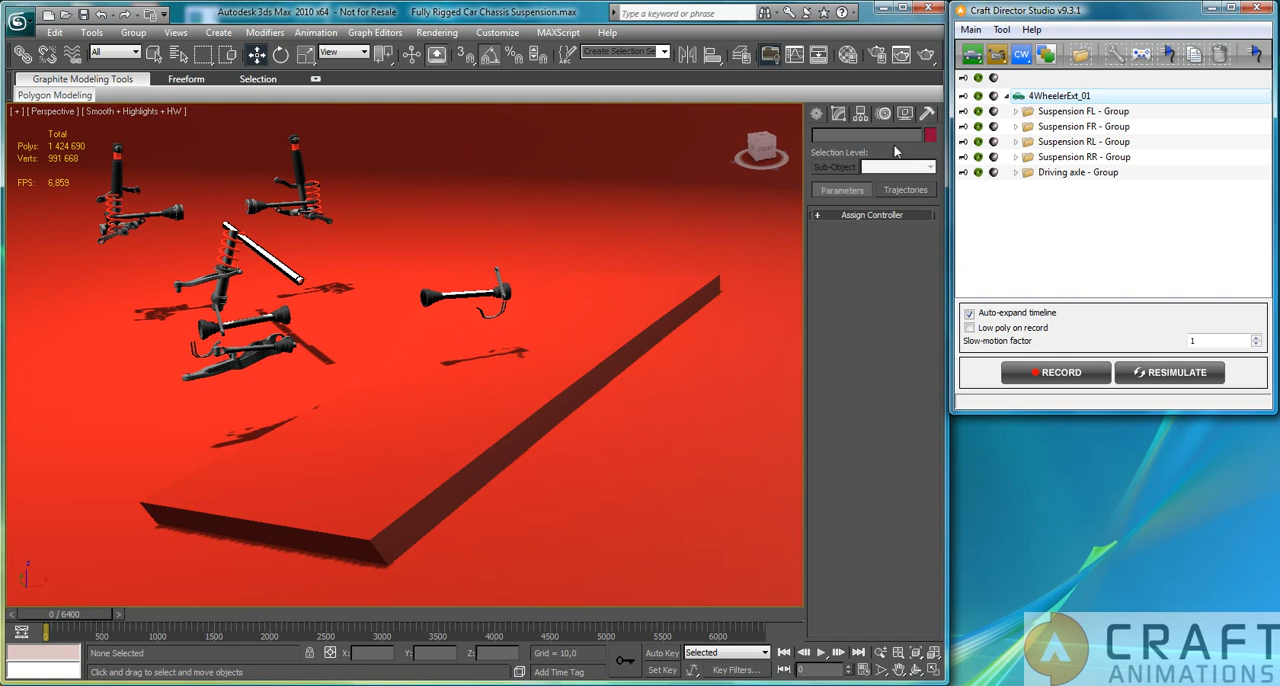 Autodesk 3ds Max 2010 x64 - Not for Resale Fully Rigged Car Chassis Suspension.max
Type a keyword or phrase
Edit Tools Group Views Create Modifiers Animation Graph Editors Rendering Customize MAXScript Help
All View Create Selection Se
Graphite Modeling Tools Freeform Selection
Polygon Modeling
[ + ] [ Perspective ] [ Smooth + Highlights + HW ]
Total
Polys: 1 424 690
Verts: 991 668
FPS: 6,859
FRONT
Selection Level:
Sub-Object
Parameters Trajectories
+ Assign Controller
z
0 / 6400
0 500 1000 1500 2000 2500 3000 3500 4000 4500 5000 5500 6000
None Selected X: Y: Z: Grid = 10,0 Auto Key Selected
Click and drag to select and move objects Add Time Tag Set Key Key Filters... 0
Craft Director Studio v9.3.1
Main Tool Help
CW
4WheelerExt_01
Suspension FL - Group
Suspension FR - Group
Suspension RL - Group
Suspension RR - Group
Driving axle - Group
Auto-expand timeline
Low poly on record
Slow-motion factor 1
RECORD RESIMULATE
CRAFT
ANIMATIONS